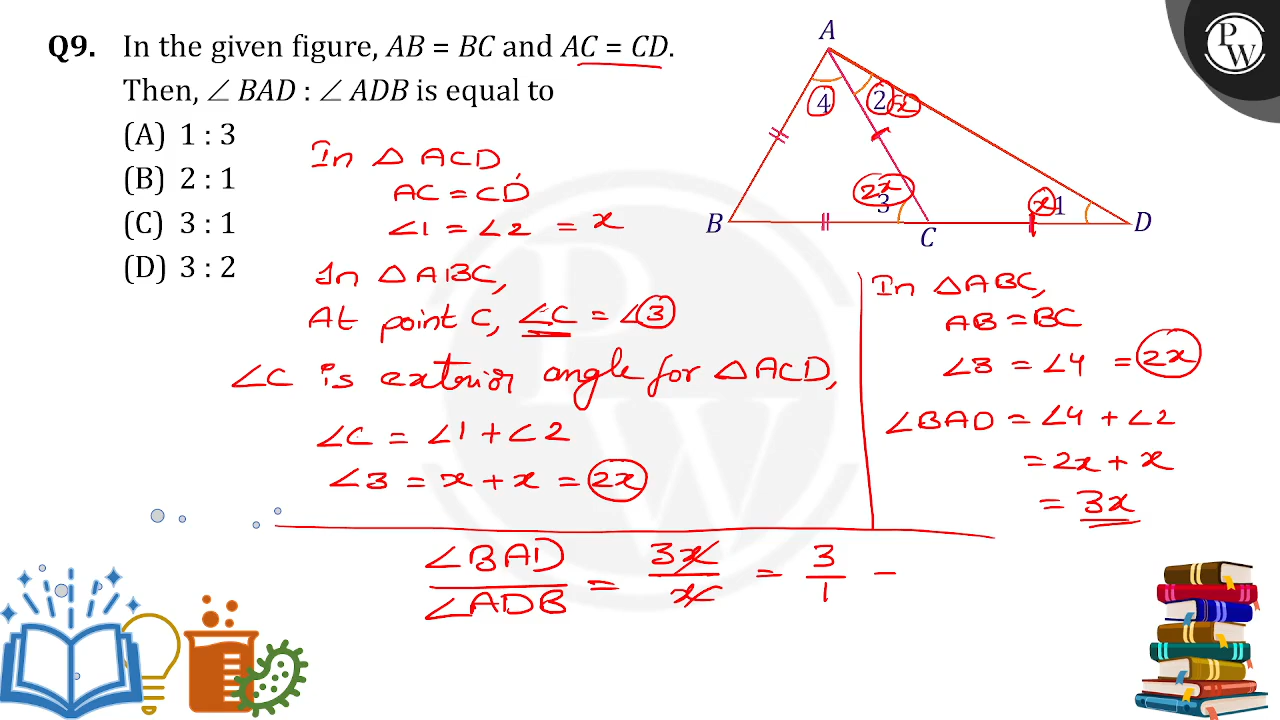 Q9. In the given figure, AB = BC and AC = CD.
Then, ∠ BAD : ∠ ADB is equal to
(A) 1 : 3
(B) 2 : 1
(C) 3 : 1
(D) 3 : 2
A
4
2 x
2x
3
x 1
B
C
D
PW
In △ ACD
AC = CD
∠1 = ∠2 = x
In △ABC,
At point C, ∠C = ∠3
∠C is exterior angle for △ACD,
∠C = ∠1 + ∠2
∠3 = x + x = 2x
In △ABC,
AB = BC
∠3 = ∠4 = 2x
∠BAD = ∠4 + ∠2
= 2x + x
= 3x
∠BAD / ∠ADB = 3x / x = 3 / 1 =